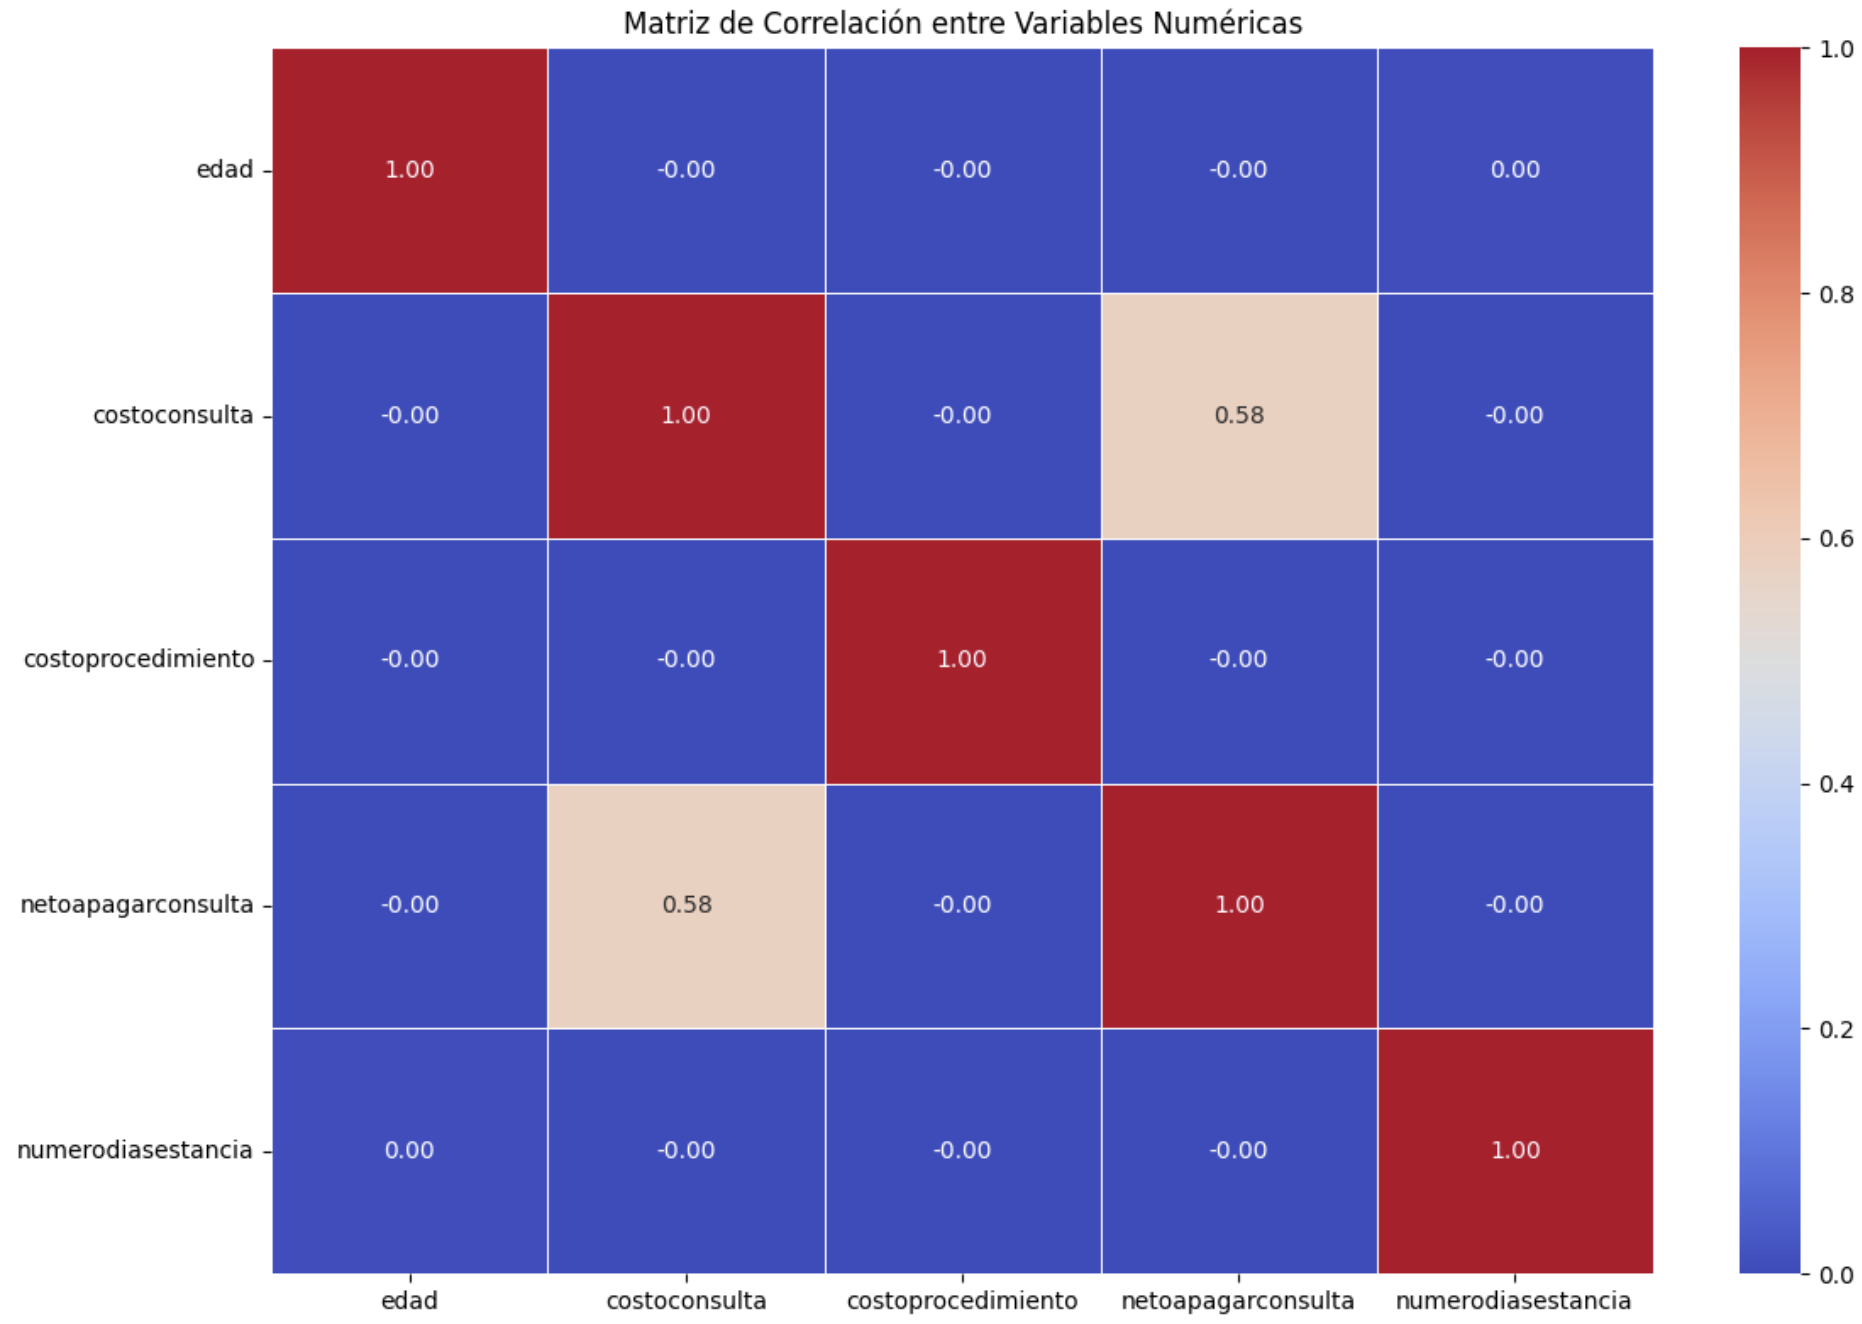 Matriz de Correlación entre Variables Numéricas
edad 1.00 -0.00 -0.00 -0.00 0.00
costoconsulta -0.00 1.00 -0.00 0.58 -0.00
costoprocedimiento -0.00 -0.00 1.00 -0.00 -0.00
netoapagarconsulta -0.00 0.58 -0.00 1.00 -0.00
numerodiasestancia 0.00 -0.00 -0.00 -0.00 1.00
edad costoconsulta costoprocedimiento netoapagarconsulta numerodiasestancia
1.0
0.8
0.6
0.4
0.2
0.0